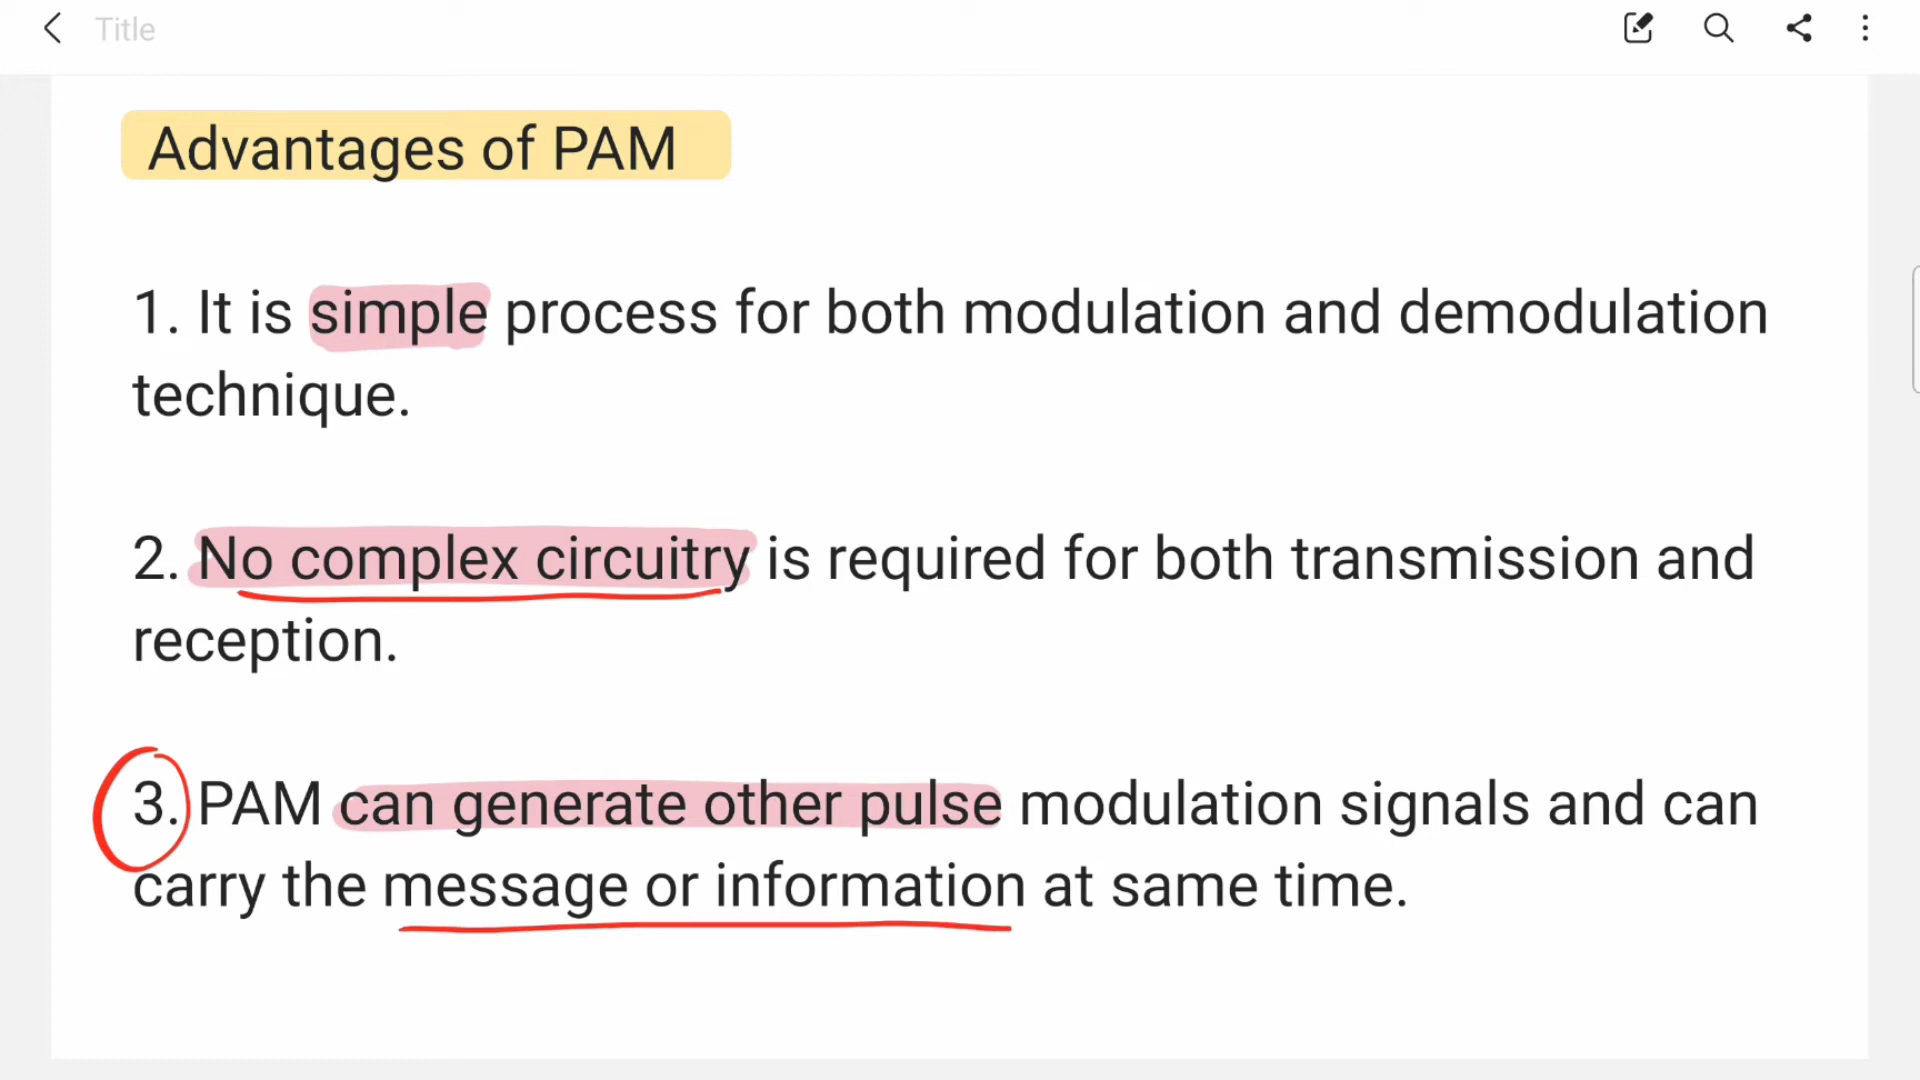 Title
Advantages of PAM
1. It is simple process for both modulation and demodulation
technique.
2. No complex circuitry is required for both transmission and
reception.
3. PAM can generate other pulse modulation signals and can
carry the message or information at same time.